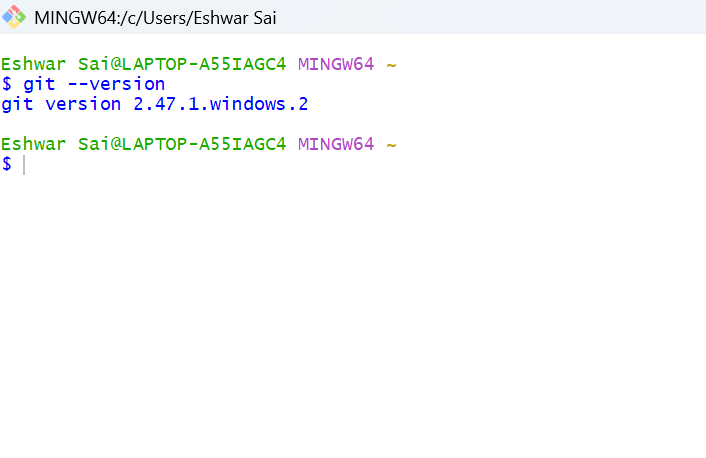 MINGW64:/c/Users/Eshwar Sai
Eshwar Sai@LAPTOP-A55IAGC4 MINGW64 ~
$ git --version
git version 2.47.1.windows.2
Eshwar Sai@LAPTOP-A55IAGC4 MINGW64 ~
$